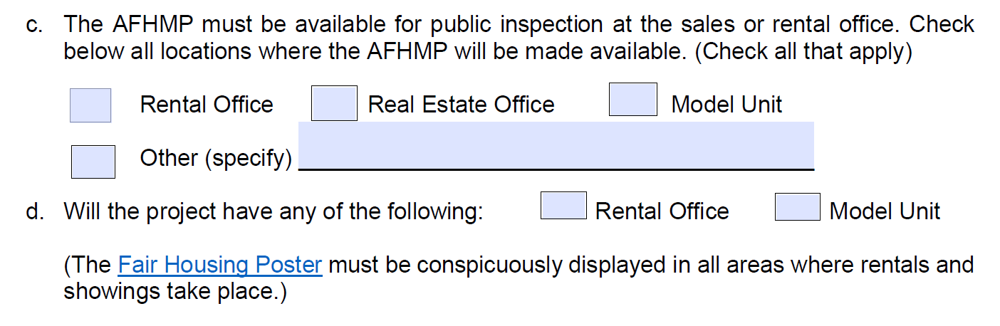 c. The AFHMP must be available for public inspection at the sales or rental office. Check
below all locations where the AFHMP will be made available. (Check all that apply)
Rental Office Real Estate Office Model Unit
Other (specify)
d. Will the project have any of the following: Rental Office Model Unit
(The Fair Housing Poster must be conspicuously displayed in all areas where rentals and
showings take place.)